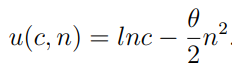 u(c, n) = lnc − θ/2 n².